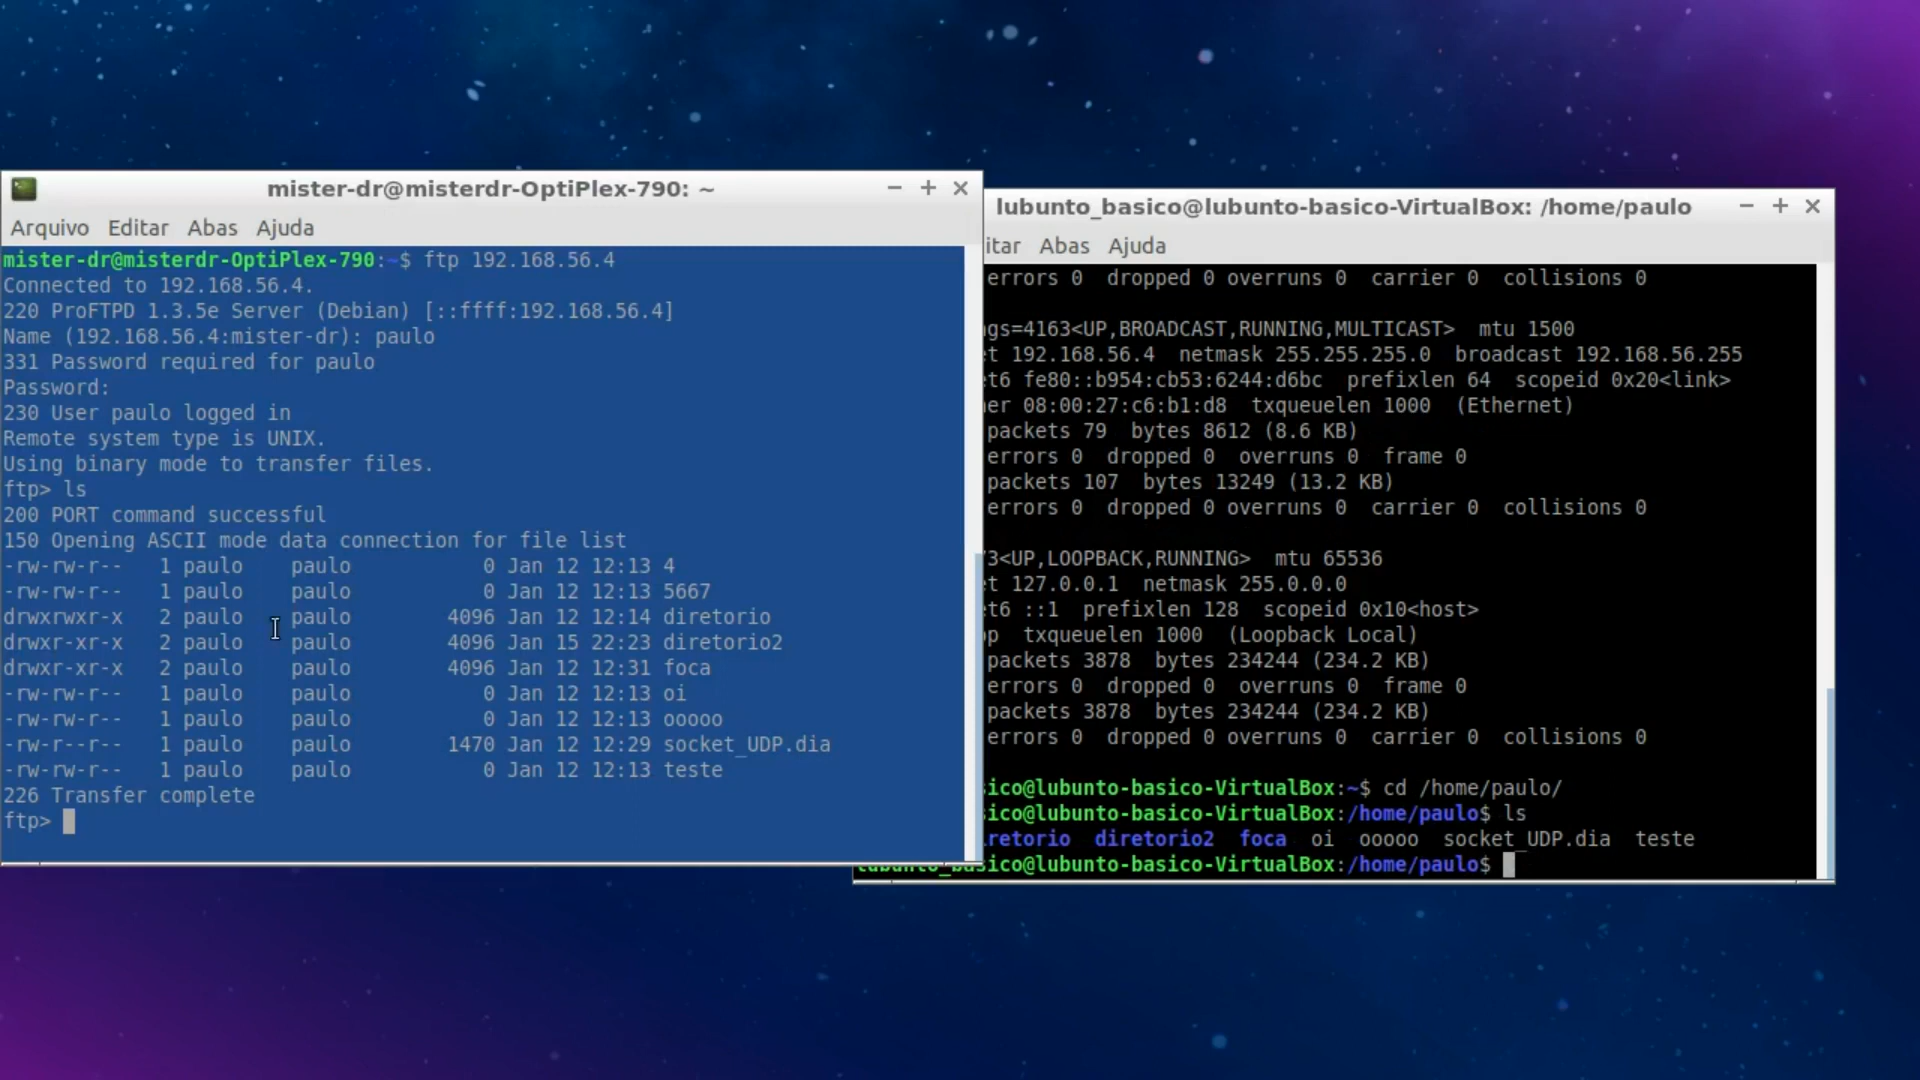 mister-dr@misterdr-OptiPlex-790: ~
Arquivo Editar Abas Ajuda
mister-dr@misterdr-OptiPlex-790:~$ ftp 192.168.56.4
Connected to 192.168.56.4.
220 ProFTPD 1.3.5e Server (Debian) [::ffff:192.168.56.4]
Name (192.168.56.4:mister-dr): paulo
331 Password required for paulo
Password:
230 User paulo logged in
Remote system type is UNIX.
Using binary mode to transfer files.
ftp> ls
200 PORT command successful
150 Opening ASCII mode data connection for file list
-rw-rw-r-- 1 paulo paulo 0 Jan 12 12:13 4
-rw-rw-r-- 1 paulo paulo 0 Jan 12 12:13 5667
drwxrwxr-x 2 paulo paulo 4096 Jan 12 12:14 diretorio
drwxr-xr-x 2 paulo paulo 4096 Jan 15 22:23 diretorio2
drwxr-xr-x 2 paulo paulo 4096 Jan 12 12:31 foca
-rw-rw-r-- 1 paulo paulo 0 Jan 12 12:13 oi
-rw-rw-r-- 1 paulo paulo 0 Jan 12 12:13 ooooo
-rw-r--r-- 1 paulo paulo 1470 Jan 12 12:29 socket_UDP.dia
-rw-rw-r-- 1 paulo paulo 0 Jan 12 12:13 teste
226 Transfer complete
ftp>
lubunto_basico@lubunto-basico-VirtualBox: /home/paulo
itar Abas Ajuda
errors 0 dropped 0 overruns 0 carrier 0 collisions 0
gs=4163<UP,BROADCAST,RUNNING,MULTICAST> mtu 1500
t 192.168.56.4 netmask 255.255.255.0 broadcast 192.168.56.255
t6 fe80::b954:cb53:6244:d6bc prefixlen 64 scopeid 0x20<link>
er 08:00:27:c6:b1:d8 txqueuelen 1000 (Ethernet)
packets 79 bytes 8612 (8.6 KB)
errors 0 dropped 0 overruns 0 frame 0
packets 107 bytes 13249 (13.2 KB)
errors 0 dropped 0 overruns 0 carrier 0 collisions 0
3<UP,LOOPBACK,RUNNING> mtu 65536
t 127.0.0.1 netmask 255.0.0.0
t6 ::1 prefixlen 128 scopeid 0x10<host>
p txqueuelen 1000 (Loopback Local)
packets 3878 bytes 234244 (234.2 KB)
errors 0 dropped 0 overruns 0 frame 0
packets 3878 bytes 234244 (234.2 KB)
errors 0 dropped 0 overruns 0 carrier 0 collisions 0
ico@lubunto-basico-VirtualBox:~$ cd /home/paulo/
ico@lubunto-basico-VirtualBox:/home/paulo$ ls
retorio diretorio2 foca oi ooooo socket_UDP.dia teste
lubunto_basico@lubunto-basico-VirtualBox:/home/paulo$